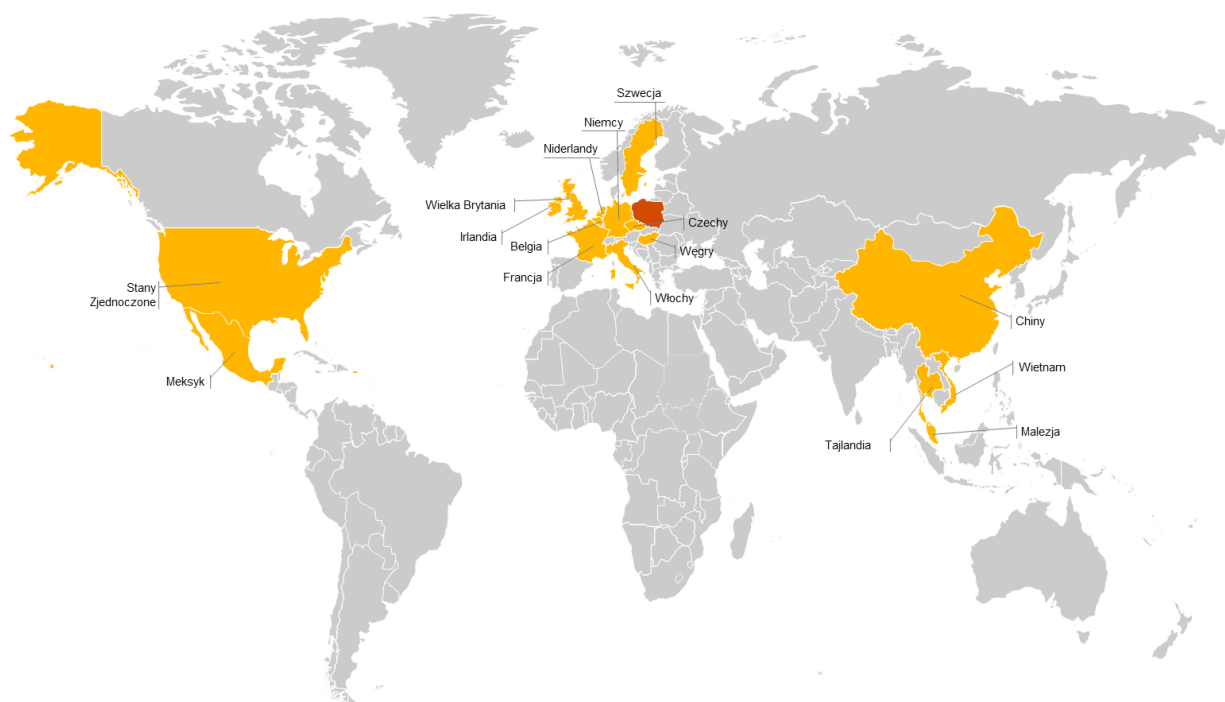 Szwecja
Niemcy
Niderlandy
Wielka Brytania
Irlandia
Belgia
Francja
Czechy
Węgry
Włochy
Stany
Zjednoczone
Meksyk
Chiny
Wietnam
Tajlandia
Malezja